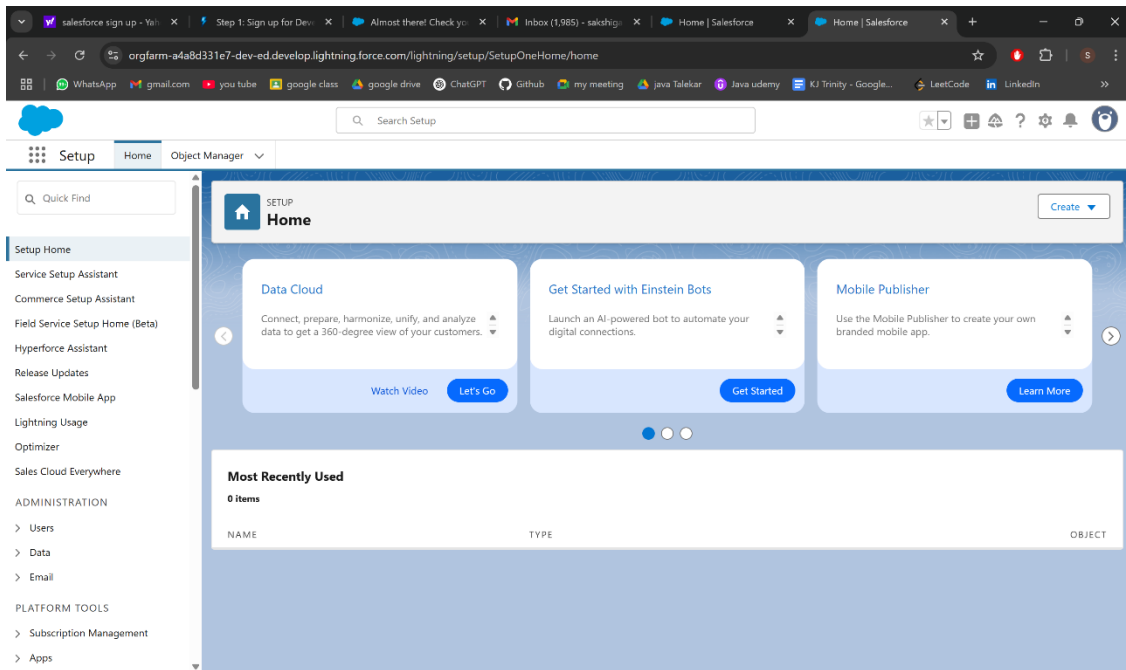 salesforce sign up - Yah
Step 1: Sign up for Deve
Almost there! Check yo
Inbox (1,985) - sakshiga
Home | Salesforce
Home | Salesforce
orgfarm-a4a8d331e7-dev-ed.develop.lightning.force.com/lightning/setup/SetupOneHome/home
S
WhatsApp
gmail.com
you tube
google class
google drive
ChatGPT
Github
my meeting
java Talekar
Java udemy
KJ Trinity - Google...
LeetCode
LinkedIn
Search Setup
Setup
Home
Object Manager
Quick Find
Setup Home
Service Setup Assistant
Commerce Setup Assistant
Field Service Setup Home (Beta)
Hyperforce Assistant
Release Updates
Salesforce Mobile App
Lightning Usage
Optimizer
Sales Cloud Everywhere
ADMINISTRATION
Users
Data
Email
PLATFORM TOOLS
Subscription Management
Apps
SETUP
Home
Create
Data Cloud
Connect, prepare, harmonize, unify, and analyze
data to get a 360-degree view of your customers.
Watch Video
Let's Go
Get Started with Einstein Bots
Launch an AI-powered bot to automate your
digital connections.
Get Started
Mobile Publisher
Use the Mobile Publisher to create your own
branded mobile app.
Learn More
Most Recently Used
0 items
NAME
TYPE
OBJECT